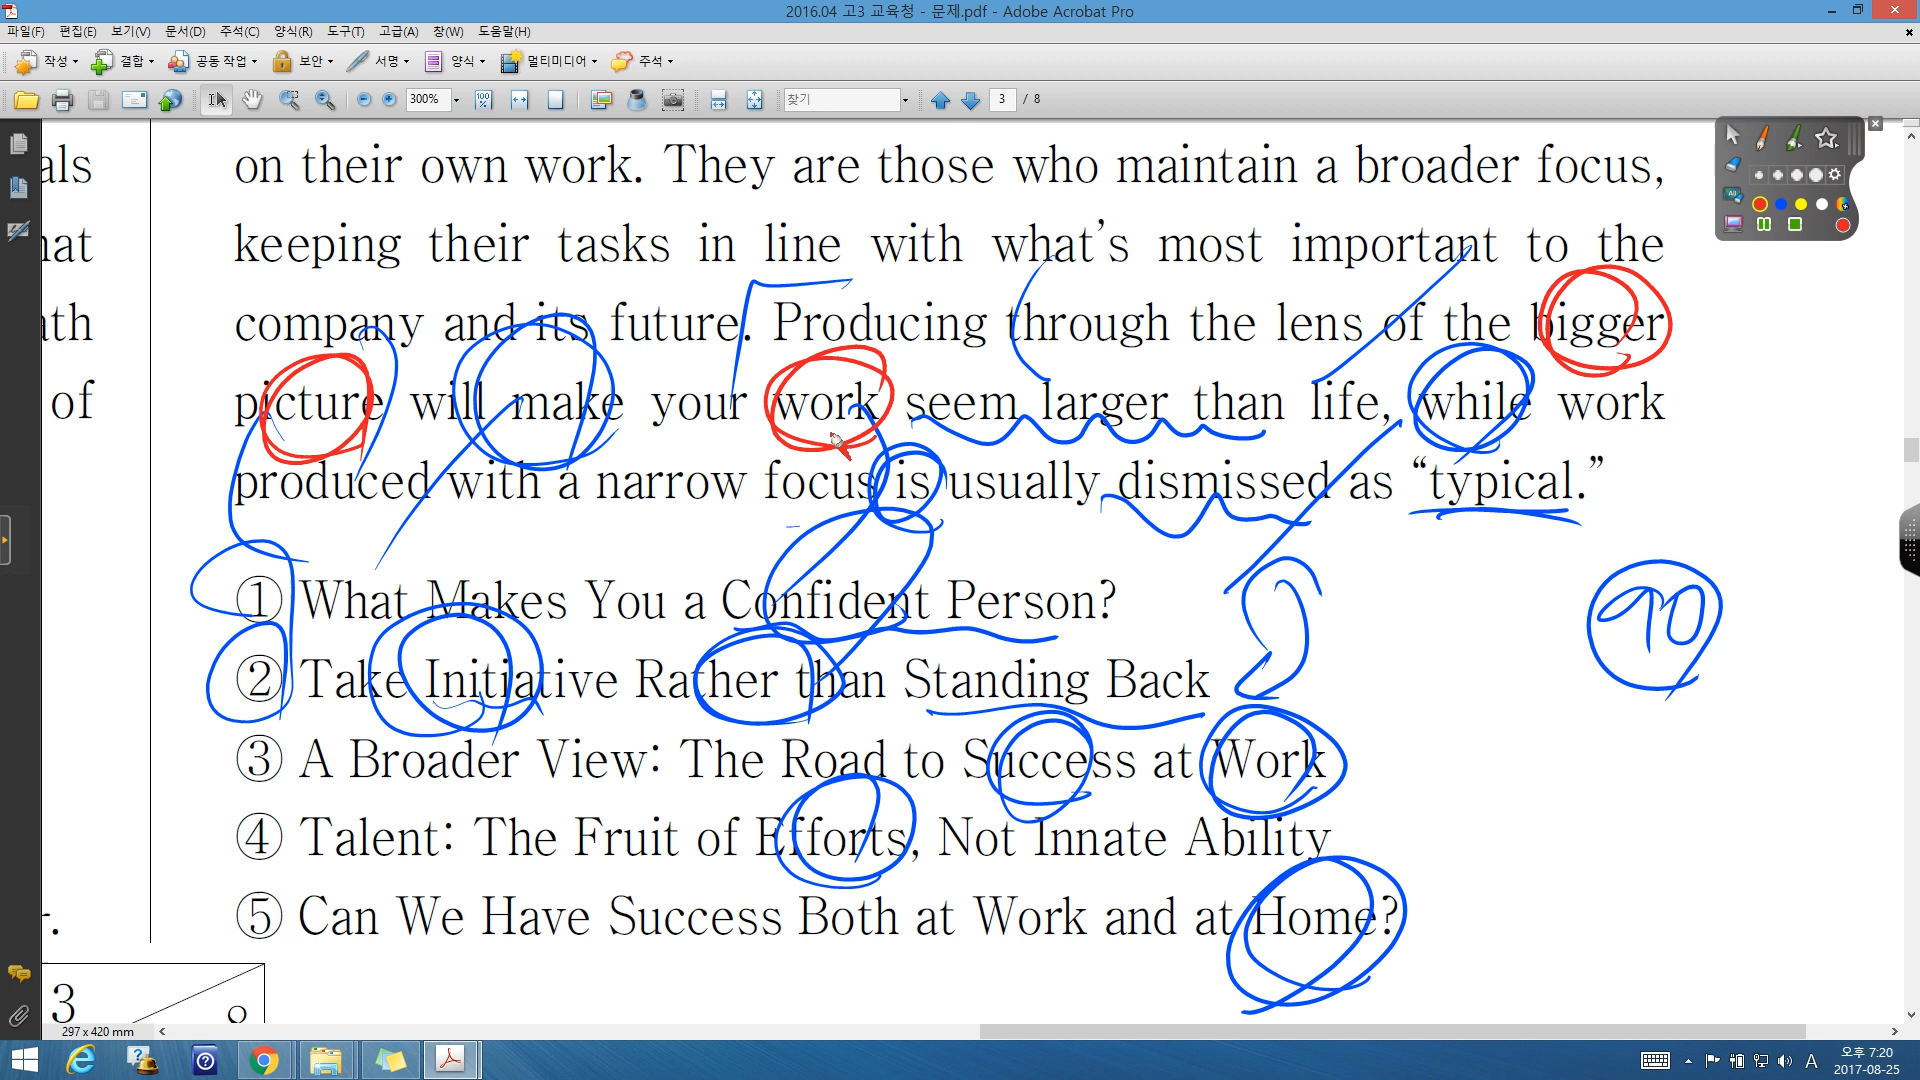 2016.04 고3 교육청 - 문제.pdf - Adobe Acrobat Pro
파일(F) 편집(E) 보기(V) 문서(D) 주석(C) 양식(R) 도구(T) 고급(A) 창(W) 도움말(H)
작성 결합 공동 작업 보안 서명 양식 멀티미디어 주석
300% 찾기 3 / 8
als
hat
ath
of
r.
3
on their own work. They are those who maintain a broader focus,
keeping their tasks in line with what's most important to the
company and its future. Producing through the lens of the bigger
picture will make your work seem larger than life, while work
produced with a narrow focus is usually dismissed as "typical."
① What Makes You a Confident Person?
② Take Initiative Rather than Standing Back
③ A Broader View: The Road to Success at Work
④ Talent: The Fruit of Efforts, Not Innate Ability
⑤ Can We Have Success Both at Work and at Home?
90
297 x 420 mm
A
오후 7:20
2017-08-25